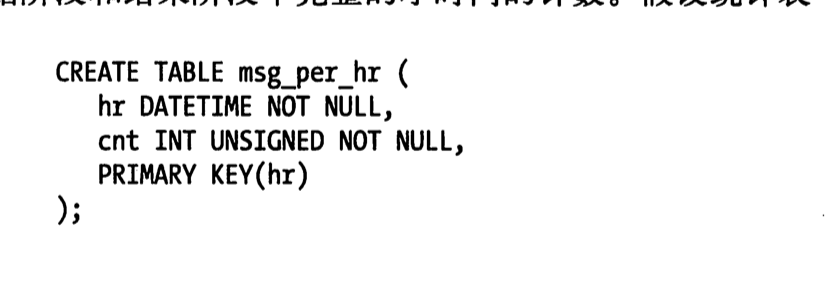 CREATE TABLE msg_per_hr (
hr DATETIME NOT NULL,
cnt INT UNSIGNED NOT NULL,
PRIMARY KEY(hr)
);